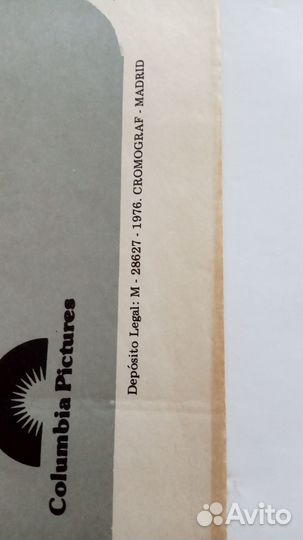 Columbia Pictures
Depósito Legal: M - 28627 - 1976. CROMOGRAF - MADRID
Avito